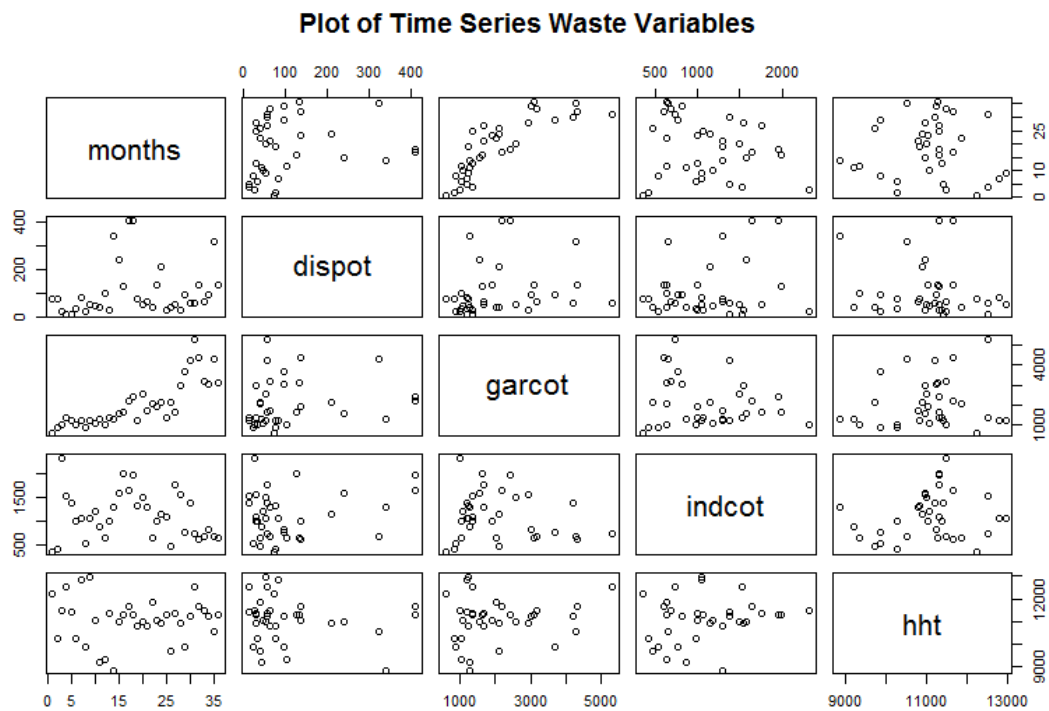 Plot of Time Series Waste Variables
0 100 200 300 400
500 1000 2000
months
0 10 25
0 200 400
dispot
garcot
1000 4000
500 1500
indcot
hht
9000 12000
0 5 15 25 35
1000 3000 5000
9000 11000 13000